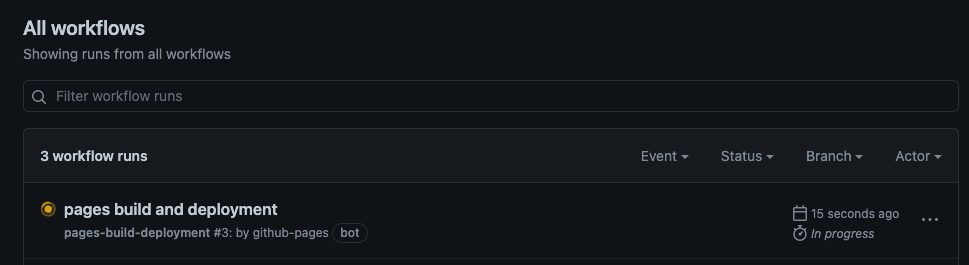 All workflows
Showing runs from all workflows
Filter workflow runs
3 workflow runs Event Status Branch Actor
pages build and deployment
15 seconds ago
pages-build-deployment #3: by github-pages bot
In progress